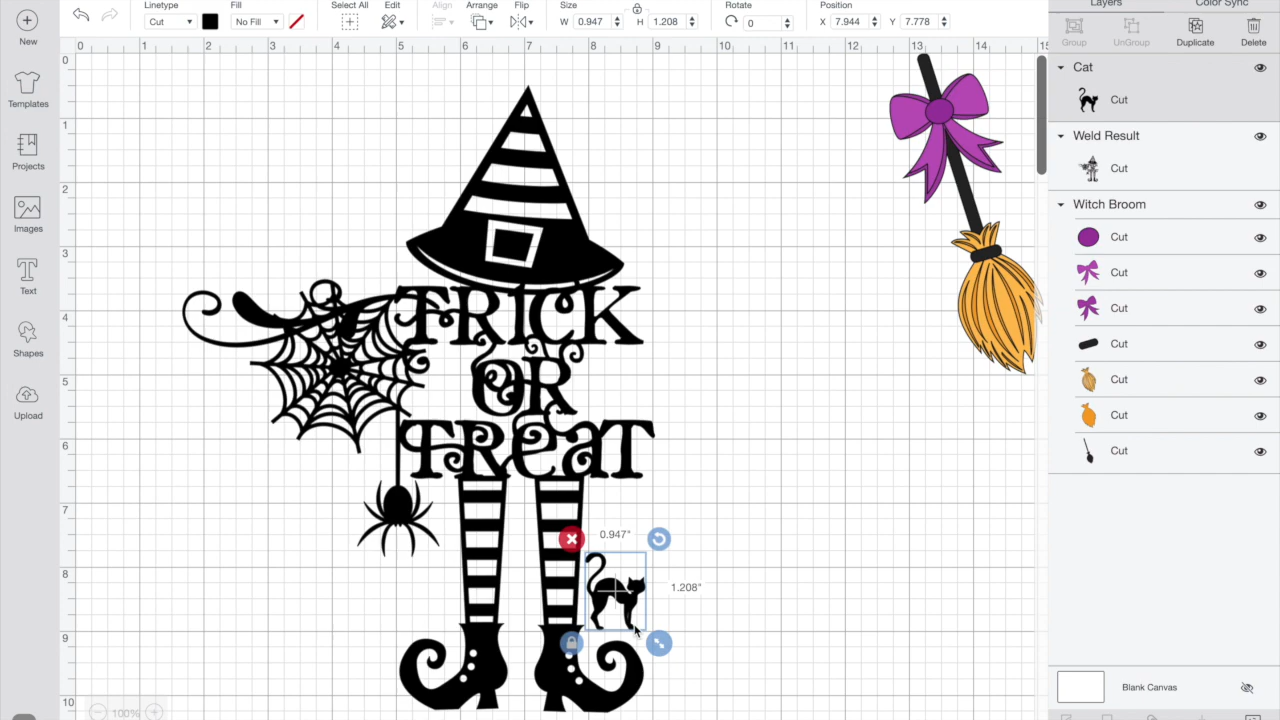 Linetype Fill Select All Edit Align Arrange Flip Size Rotate Position
Cut No Fill W 0.947 H 1.208 0 X 7.944 Y 7.778
New
Templates
Projects
Images
Text
Shapes
Upload
0 1 2 3 4 5 6 7 8 9 10 11 12 13 14 15
0
1
2
3
4
5
6
7
8
9
10
TRICK
OR
TREaT
0.947"
1.208"
100%
Layers Color Sync
Group UnGroup Duplicate Delete
Cat
Cut
Weld Result
Cut
Witch Broom
Cut
Cut
Cut
Cut
Cut
Cut
Cut
Blank Canvas